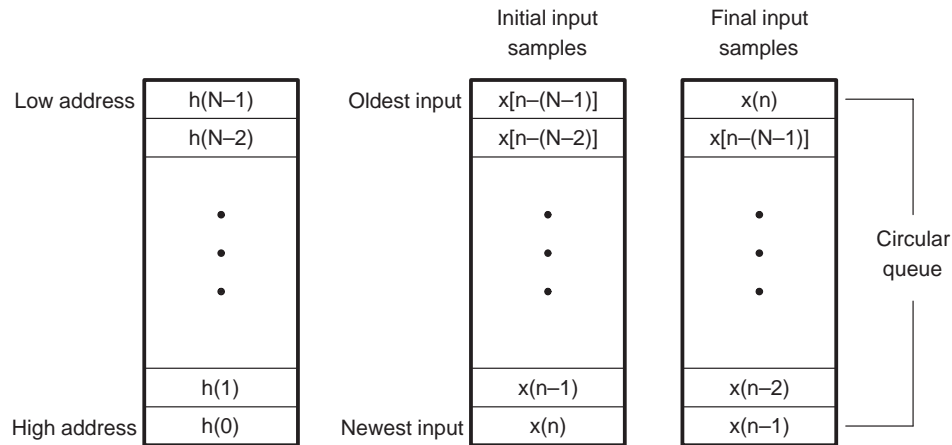 Initial input
samples
Final input
samples
Low address
h(N–1)
Oldest input
x[n–(N–1)]
x(n)
h(N–2)
x[n–(N–2)]
x[n–(N–1)]
Circular
queue
h(1)
x(n–1)
x(n–2)
High address
h(0)
Newest input
x(n)
x(n–1)